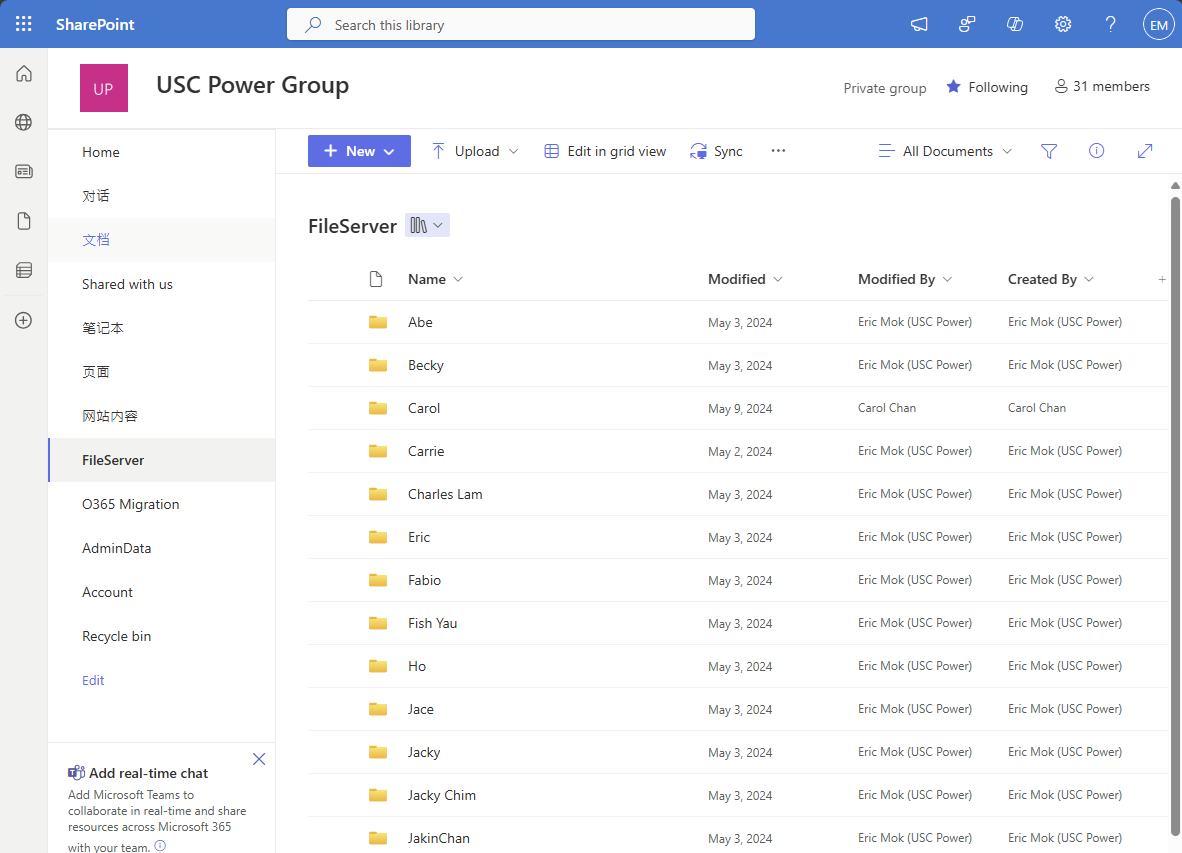 SharePoint
Search this library
EM
UP
USC Power Group
Private group
Following
31 members
Home
对话
文档
Shared with us
笔记本
页面
网站内容
FileServer
O365 Migration
AdminData
Account
Recycle bin
Edit
Add real-time chat
Add Microsoft Teams to
collaborate in real-time and share
resources across Microsoft 365
with your team.
New
Upload
Edit in grid view
Sync
All Documents
FileServer
Name Modified Modified By Created By
Abe May 3, 2024 Eric Mok (USC Power) Eric Mok (USC Power)
Becky May 3, 2024 Eric Mok (USC Power) Eric Mok (USC Power)
Carol May 9, 2024 Carol Chan Carol Chan
Carrie May 2, 2024 Eric Mok (USC Power) Eric Mok (USC Power)
Charles Lam May 3, 2024 Eric Mok (USC Power) Eric Mok (USC Power)
Eric May 3, 2024 Eric Mok (USC Power) Eric Mok (USC Power)
Fabio May 3, 2024 Eric Mok (USC Power) Eric Mok (USC Power)
Fish Yau May 3, 2024 Eric Mok (USC Power) Eric Mok (USC Power)
Ho May 3, 2024 Eric Mok (USC Power) Eric Mok (USC Power)
Jace May 3, 2024 Eric Mok (USC Power) Eric Mok (USC Power)
Jacky May 3, 2024 Eric Mok (USC Power) Eric Mok (USC Power)
Jacky Chim May 3, 2024 Eric Mok (USC Power) Eric Mok (USC Power)
JakinChan May 3, 2024 Eric Mok (USC Power) Eric Mok (USC Power)